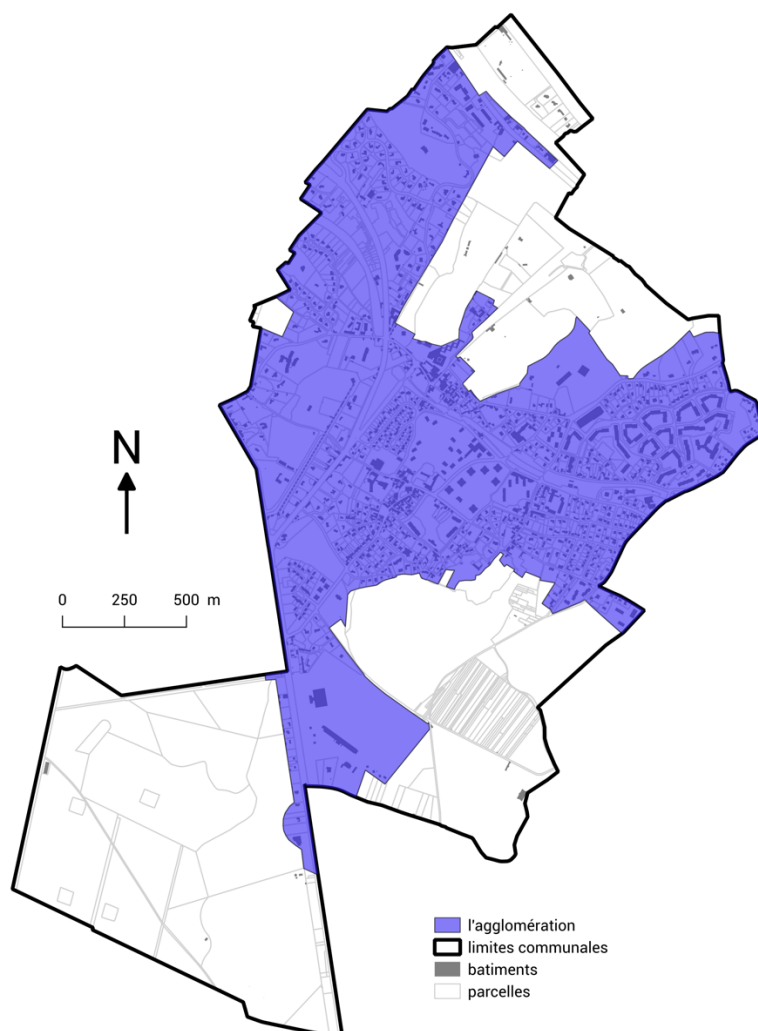 N
0 250 500 m
l'agglomération
limites communales
batiments
parcelles